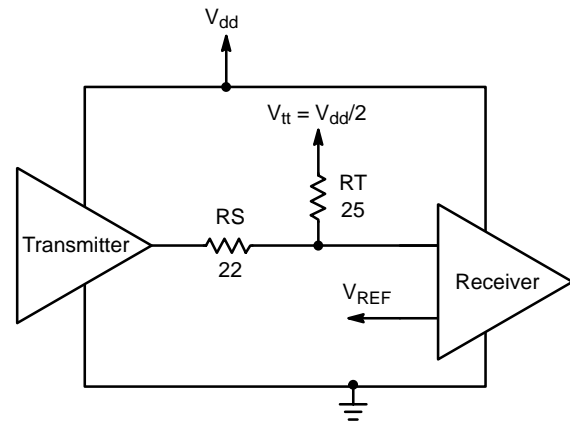 Vdd
Vtt = Vdd/2
RT
25
RS
22
Transmitter
VREF
Receiver